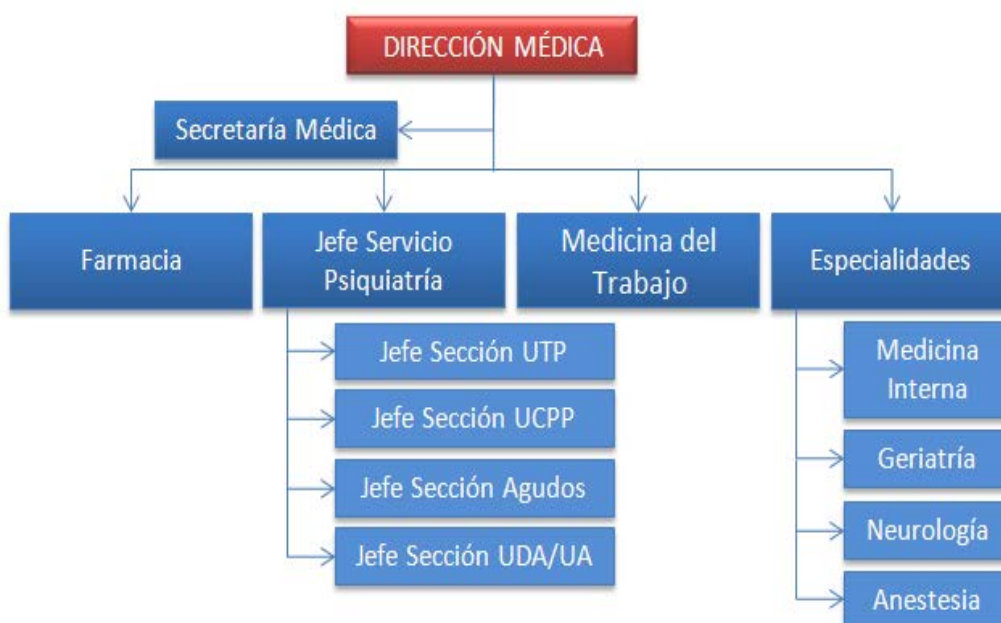 DIRECCIÓN MÉDICA
Secretaría Médica
Farmacia
Jefe Servicio
Psiquiatría
Medicina del
Trabajo
Especialidades
Jefe Sección UTP
Jefe Sección UCPP
Jefe Sección Agudos
Jefe Sección UDA/UA
Medicina
Interna
Geriatría
Neurología
Anestesia